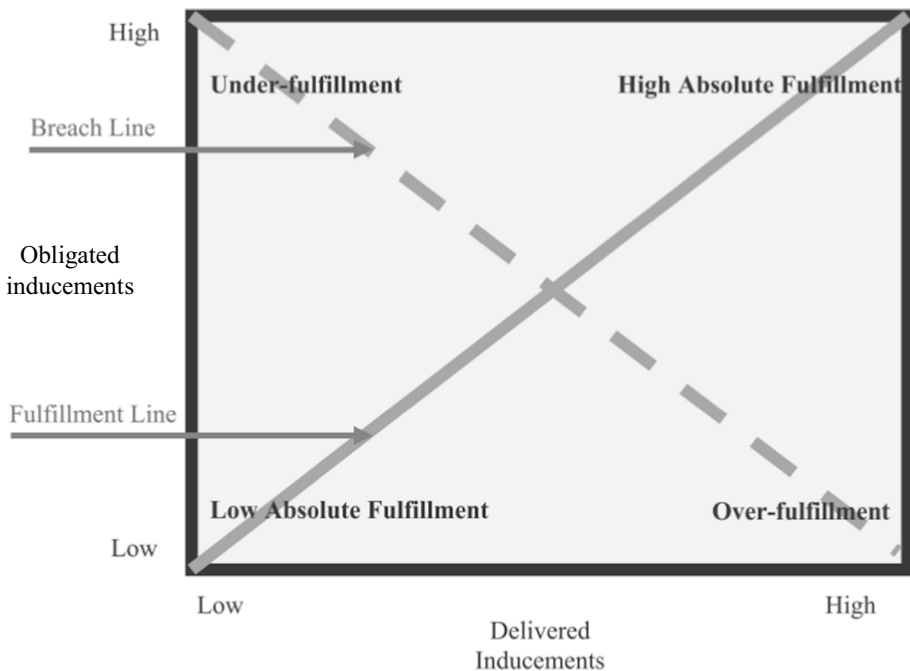 High
Under-fulfillment
High Absolute Fulfillment
Breach Line
Obligated
inducements
Fulfillment Line
Low Absolute Fulfillment
Over-fulfillment
Low
Low
High
Delivered
Inducements